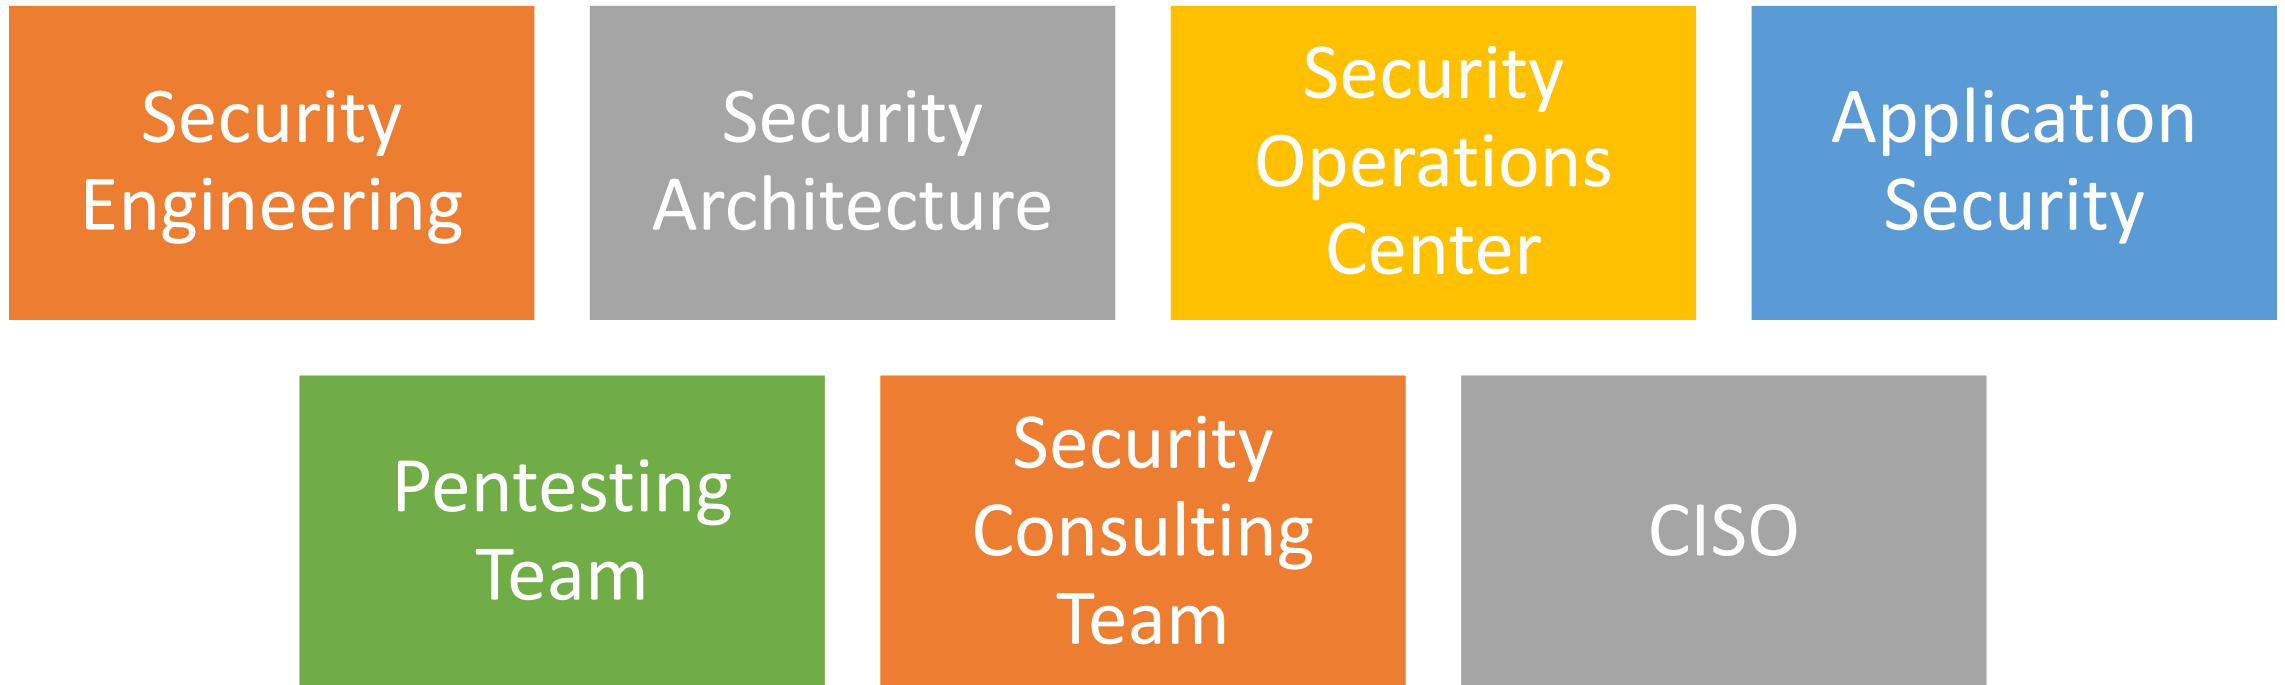 Security
Engineering
Security
Architecture
Security
Operations
Center
Application
Security
Pentesting
Team
Security
Consulting
Team
CISO